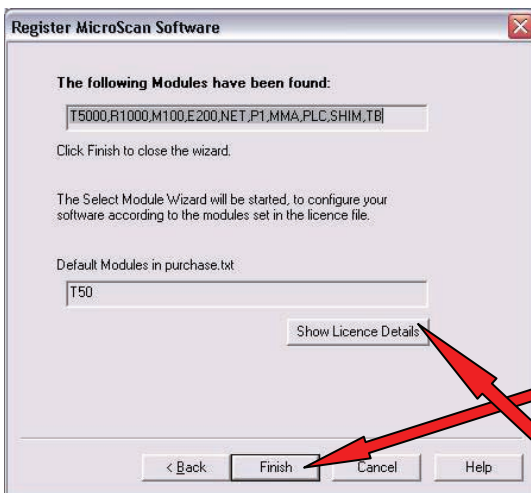 Register MicroScan Software
The following Modules have been found:
T5000,R1000,M100,E200,NET,P1,MMA,PLC,SHIM,TB
Click Finish to close the wizard.
The Select Module Wizard will be started, to configure your
software according to the modules set in the licence file.
Default Modules in purchase.txt
T50
Show Licence Details
< Back
Finish
Cancel
Help